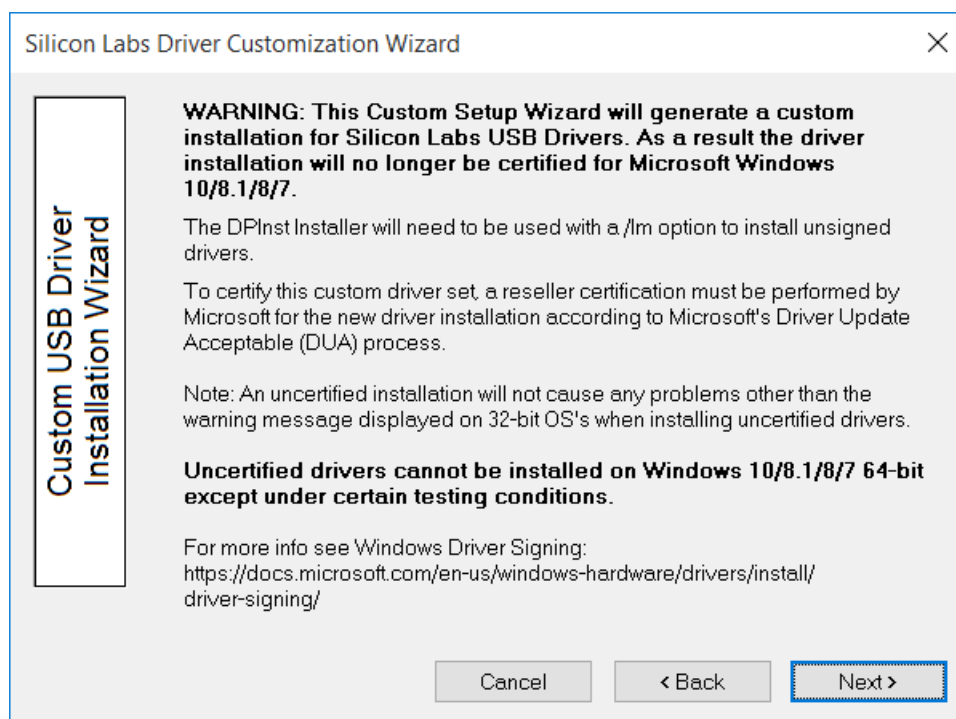 Silicon Labs Driver Customization Wizard
Custom USB Driver
Installation Wizard
WARNING: This Custom Setup Wizard will generate a custom
installation for Silicon Labs USB Drivers. As a result the driver
installation will no longer be certified for Microsoft Windows
10/8.1/8/7.
The DPInst Installer will need to be used with a /lm option to install unsigned
drivers.
To certify this custom driver set, a reseller certification must be performed by
Microsoft for the new driver installation according to Microsoft's Driver Update
Acceptable (DUA) process.
Note: An uncertified installation will not cause any problems other than the
warning message displayed on 32-bit OS's when installing uncertified drivers.
Uncertified drivers cannot be installed on Windows 10/8.1/8/7 64-bit
except under certain testing conditions.
For more info see Windows Driver Signing:
https://docs.microsoft.com/en-us/windows-hardware/drivers/install/
driver-signing/
Cancel
< Back
Next >